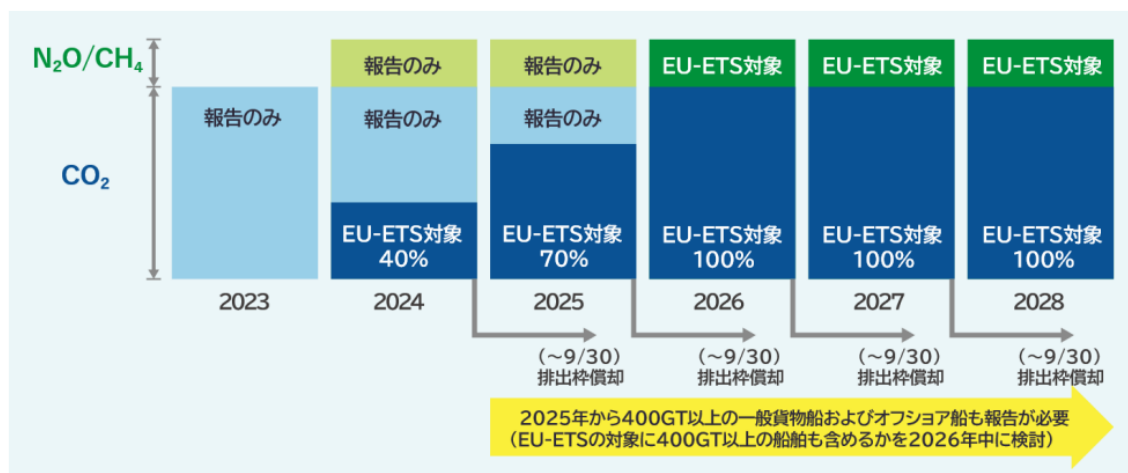 N₂O/CH₄
報告のみ
報告のみ
EU-ETS対象
EU-ETS対象
EU-ETS対象
CO₂
報告のみ
報告のみ
報告のみ
EU-ETS対象
40%
EU-ETS対象
70%
EU-ETS対象
100%
EU-ETS対象
100%
EU-ETS対象
100%
2023
2024
2025
2026
2027
2028
(～9/30)
排出枠償却
(～9/30)
排出枠償却
(～9/30)
排出枠償却
(～9/30)
排出枠償却
2025年から400GT以上の一般貨物船およびオフショア船も報告が必要
(EU-ETSの対象に400GT以上の船舶も含めるかを2026年中に検討)